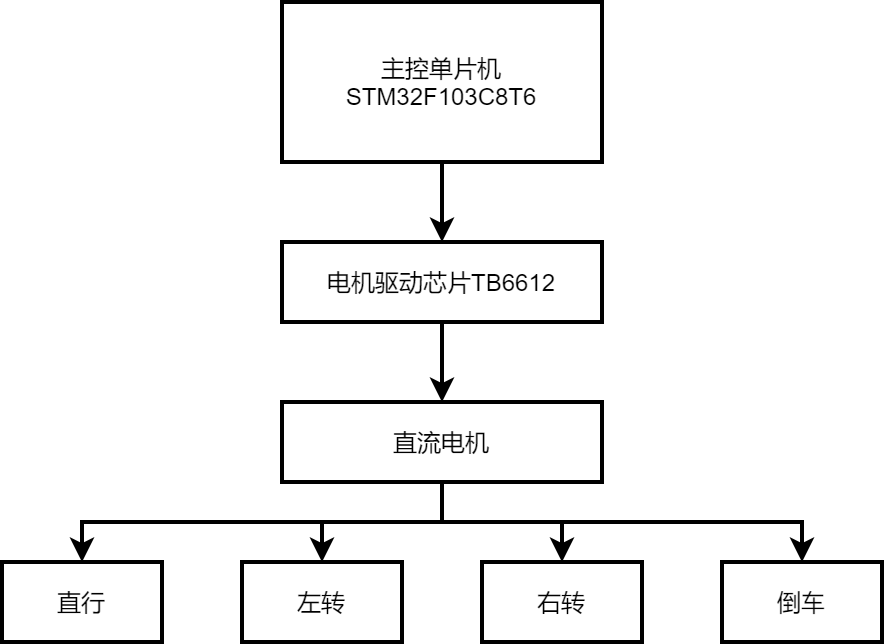 主控单片机
STM32F103C8T6
电机驱动芯片TB6612
直流电机
直行
左转
右转
倒车